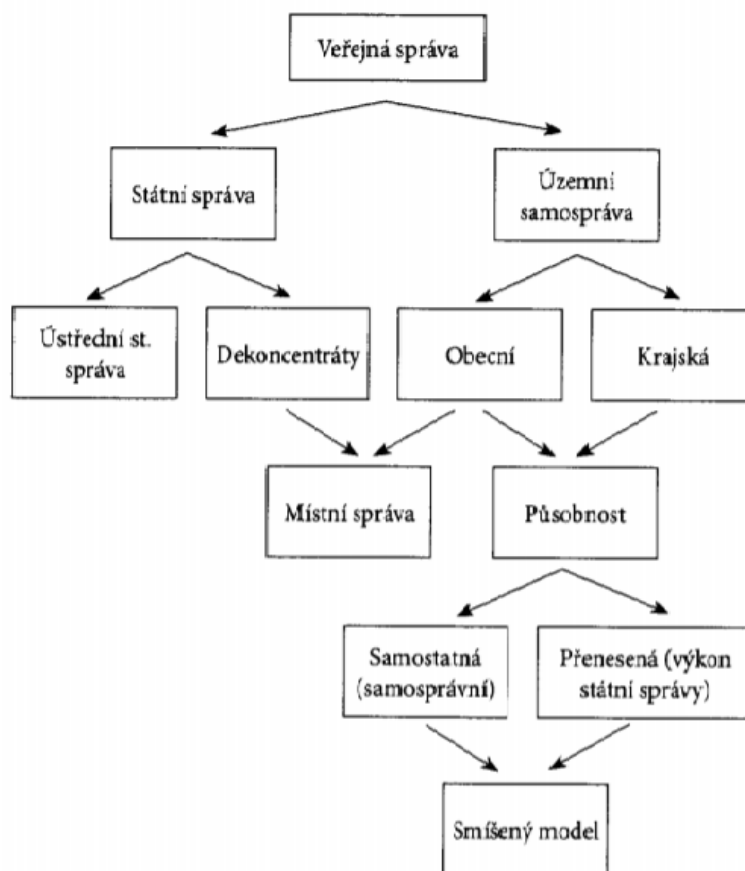 Veřejná správa
Státní správa
Územní
samospráva
Ústřední st.
správa
Dekoncentráty
Obecní
Krajská
Místní správa
Působnost
Samostatná
(samosprávní)
Přenesená (výkon
státní správy)
Smíšený model